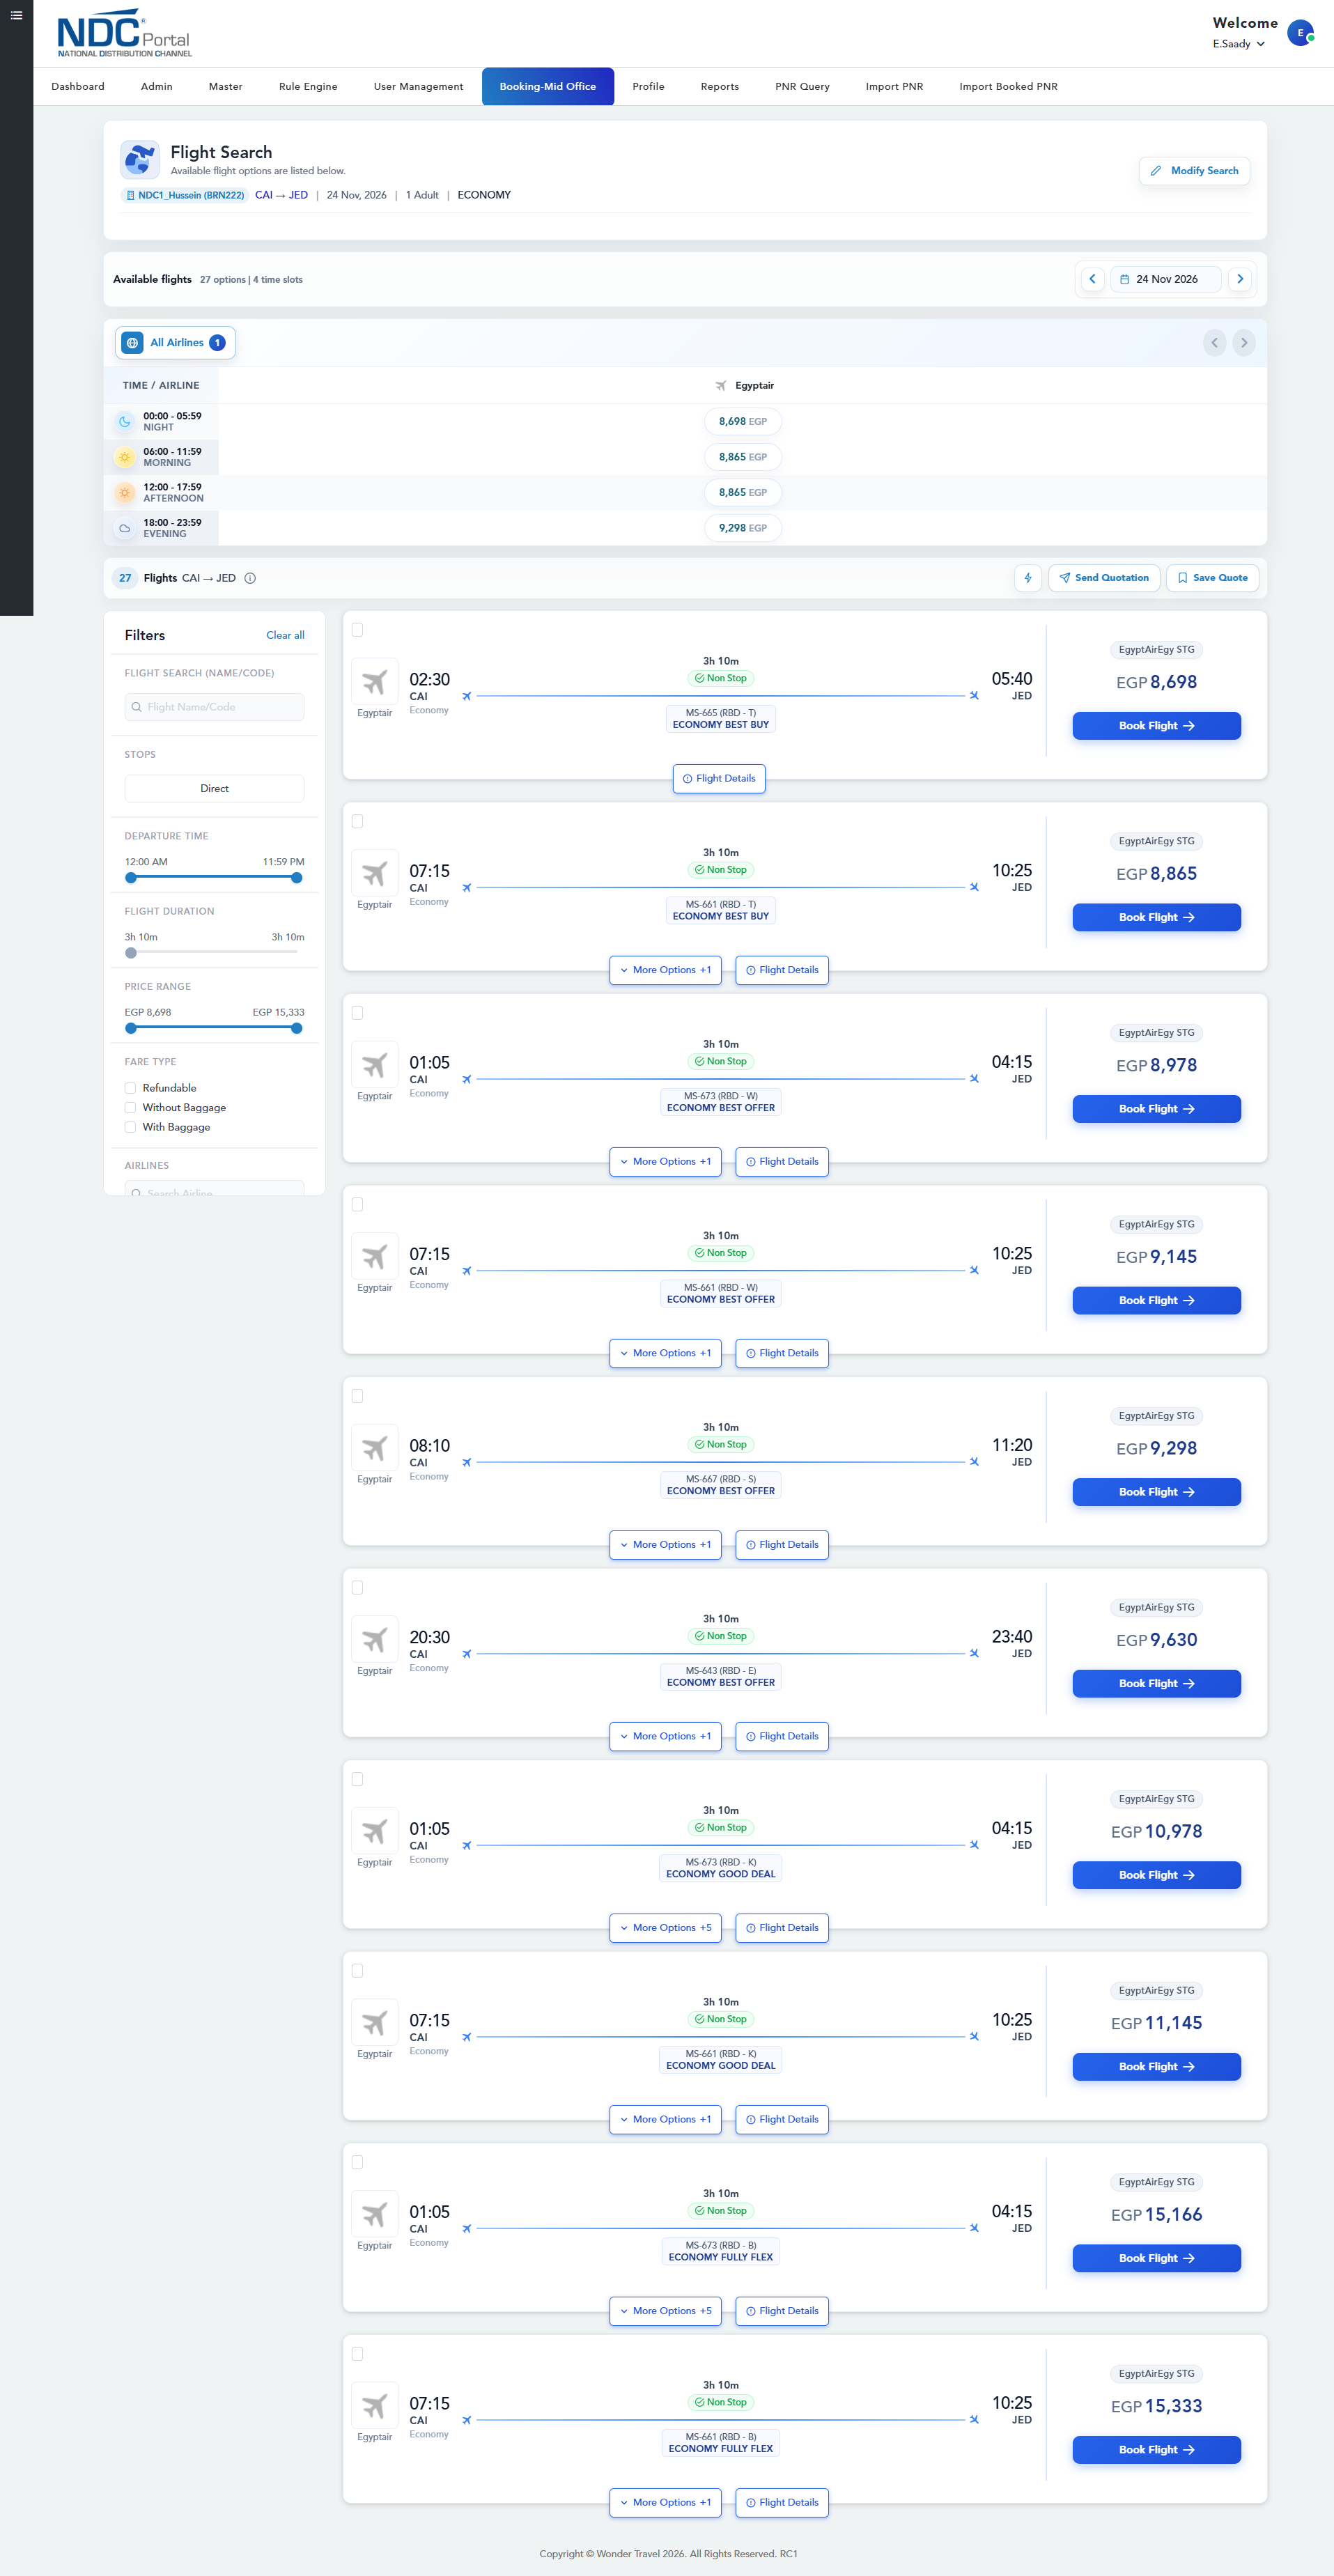 NDC® Portal
NATIONAL DISTRIBUTION CHANNEL
Welcome
E.Saady
E
Dashboard Admin Master Rule Engine User Management Booking-Mid Office Profile Reports PNR Query Import PNR Import Booked PNR
Flight Search
Available flight options are listed below.
NDC1_Hussein (BRN222) CAI → JED | 24 Nov, 2026 | 1 Adult | ECONOMY
Modify Search
Available flights 27 options | 4 time slots
24 Nov 2026
All Airlines 1
TIME / AIRLINE Egyptair
00:00 - 05:59
NIGHT
8,698 EGP
06:00 - 11:59
MORNING
8,865 EGP
12:00 - 17:59
AFTERNOON
8,865 EGP
18:00 - 23:59
EVENING
9,298 EGP
27 Flights CAI → JED
Send Quotation
Save Quote
Filters Clear all
FLIGHT SEARCH (NAME/CODE)
Flight Name/Code
STOPS
Direct
DEPARTURE TIME
12:00 AM 11:59 PM
FLIGHT DURATION
3h 10m 3h 10m
PRICE RANGE
EGP 8,698 EGP 15,333
FARE TYPE
Refundable
Without Baggage
With Baggage
AIRLINES
Search Airline
Egyptair
02:30
CAI
Economy
3h 10m
Non Stop
MS-665 (RBD - T)
ECONOMY BEST BUY
05:40
JED
EgyptAirEgy STG
EGP 8,698
Book Flight
Flight Details
Egyptair
07:15
CAI
Economy
3h 10m
Non Stop
MS-661 (RBD - T)
ECONOMY BEST BUY
10:25
JED
EgyptAirEgy STG
EGP 8,865
Book Flight
More Options +1
Flight Details
Egyptair
01:05
CAI
Economy
3h 10m
Non Stop
MS-673 (RBD - W)
ECONOMY BEST OFFER
04:15
JED
EgyptAirEgy STG
EGP 8,978
Book Flight
More Options +1
Flight Details
Egyptair
07:15
CAI
Economy
3h 10m
Non Stop
MS-661 (RBD - W)
ECONOMY BEST OFFER
10:25
JED
EgyptAirEgy STG
EGP 9,145
Book Flight
More Options +1
Flight Details
Egyptair
08:10
CAI
Economy
3h 10m
Non Stop
MS-667 (RBD - S)
ECONOMY BEST OFFER
11:20
JED
EgyptAirEgy STG
EGP 9,298
Book Flight
More Options +1
Flight Details
Egyptair
20:30
CAI
Economy
3h 10m
Non Stop
MS-643 (RBD - E)
ECONOMY BEST OFFER
23:40
JED
EgyptAirEgy STG
EGP 9,630
Book Flight
More Options +1
Flight Details
Egyptair
01:05
CAI
Economy
3h 10m
Non Stop
MS-673 (RBD - K)
ECONOMY GOOD DEAL
04:15
JED
EgyptAirEgy STG
EGP 10,978
Book Flight
More Options +5
Flight Details
Egyptair
07:15
CAI
Economy
3h 10m
Non Stop
MS-661 (RBD - K)
ECONOMY GOOD DEAL
10:25
JED
EgyptAirEgy STG
EGP 11,145
Book Flight
More Options +1
Flight Details
Egyptair
01:05
CAI
Economy
3h 10m
Non Stop
MS-673 (RBD - B)
ECONOMY FULLY FLEX
04:15
JED
EgyptAirEgy STG
EGP 15,166
Book Flight
More Options +5
Flight Details
Egyptair
07:15
CAI
Economy
3h 10m
Non Stop
MS-661 (RBD - B)
ECONOMY FULLY FLEX
10:25
JED
EgyptAirEgy STG
EGP 15,333
Book Flight
More Options +1
Flight Details
Copyright © Wonder Travel 2026. All Rights Reserved. RC1